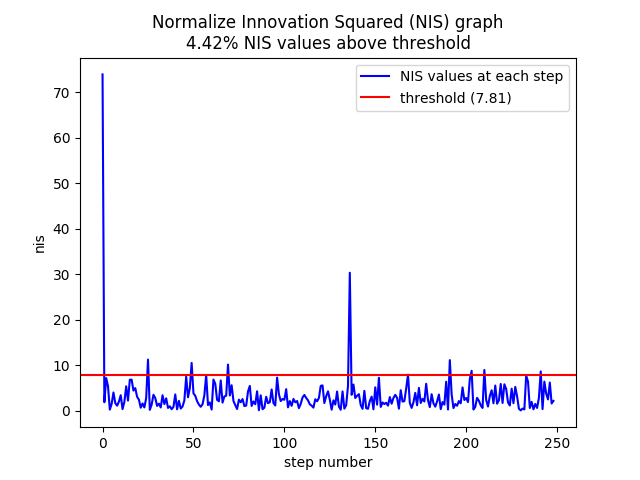 Normalize Innovation Squared (NIS) graph
4.42% NIS values above threshold
NIS values at each step
threshold (7.81)
nis
70
60
50
40
30
20
10
0
0 50 100 150 200 250
step number